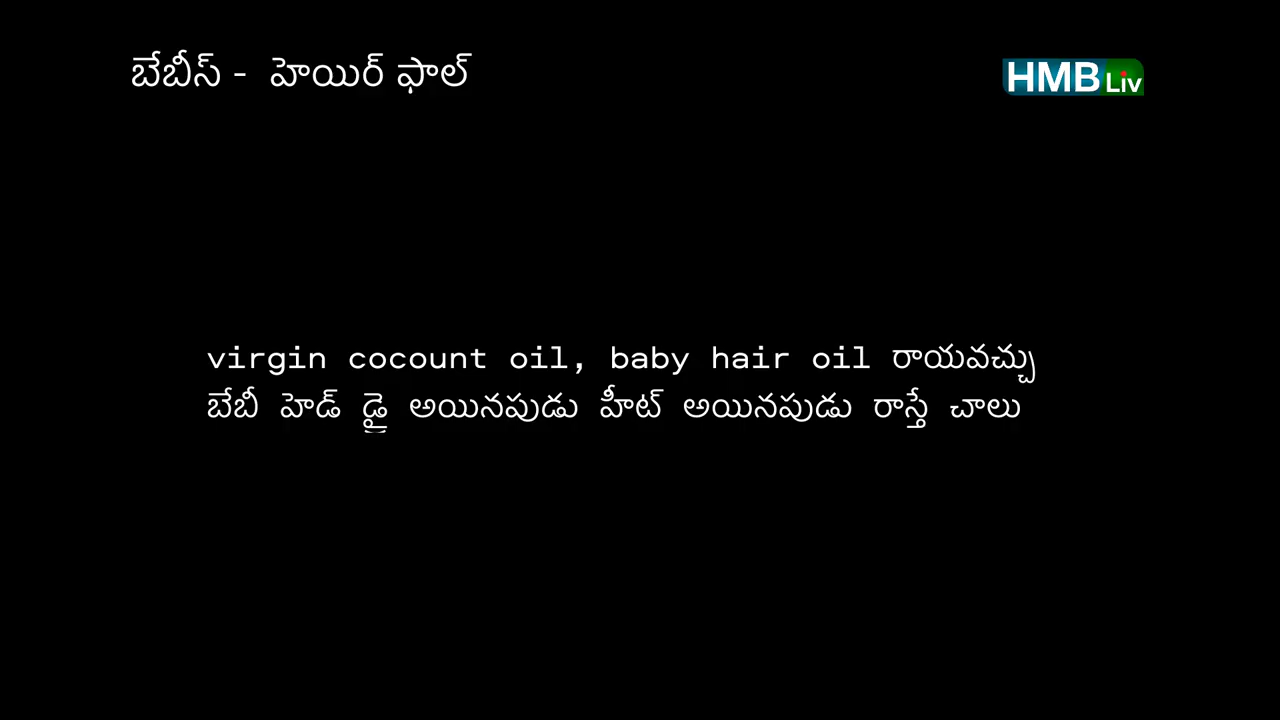 బేబీస్ - హెయిర్ ఫాల్
HMB Liv
virgin cocount oil, baby hair oil రాయవచ్చు
బేబీ హెడ్ డ్రై అయినపుడు హీట్ అయినపుడు రాస్తే చాలు